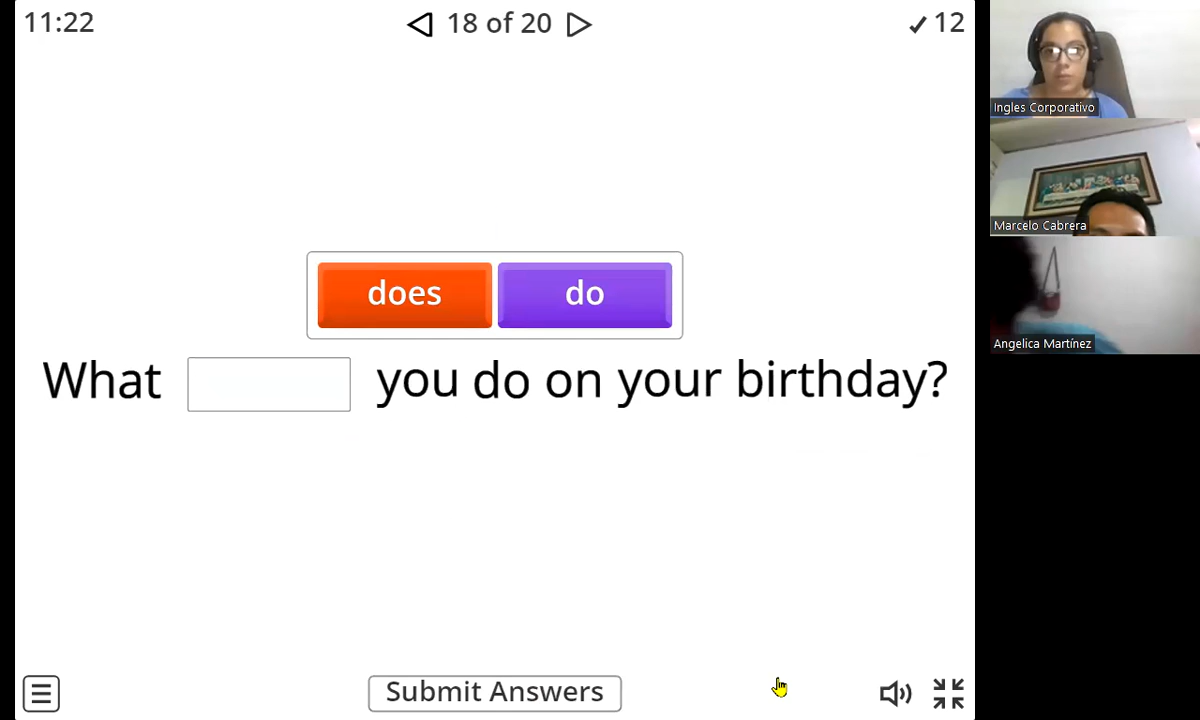 11:22
18 of 20
12
does do
What you do on your birthday?
Submit Answers
Ingles Corporativo
Marcelo Cabrera
Angelica Martínez